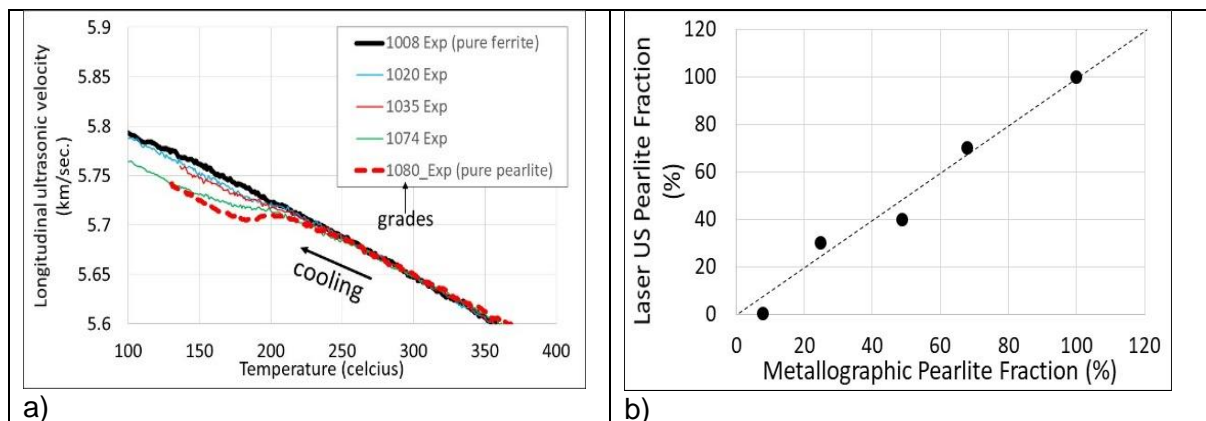 5.9
5.85
5.8
5.75
5.7
5.65
5.6
Longitudinal ultrasonic velocity
(km/sec.)
1008 Exp (pure ferrite)
1020 Exp
1035 Exp
1074 Exp
1080_Exp (pure pearlite)
grades
cooling
100
150
200
250
300
350
400
Temperature (celcius)
a)
Laser US Pearlite Fraction
(%)
120
100
80
60
40
20
0
0
20
40
60
80
100
120
Metallographic Pearlite Fraction (%)
b)